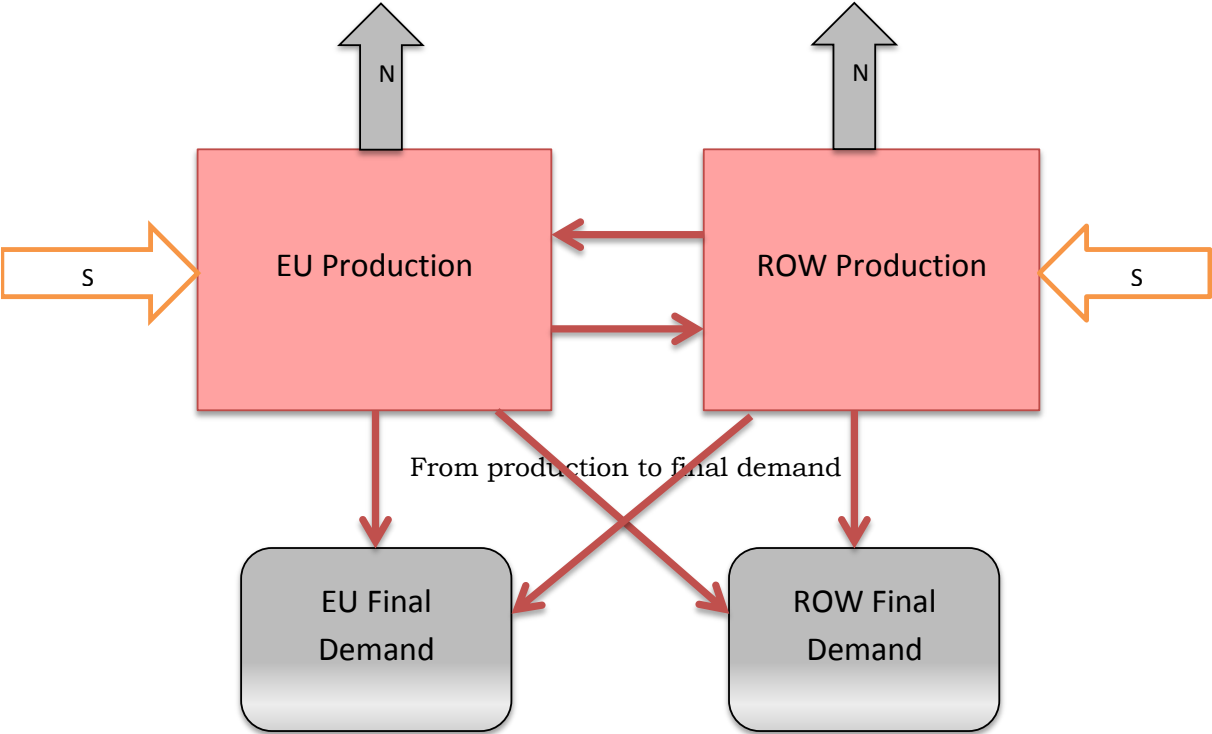 N
N
EU Production
ROW Production
S
S
From production to final demand
EU Final
Demand
ROW Final
Demand